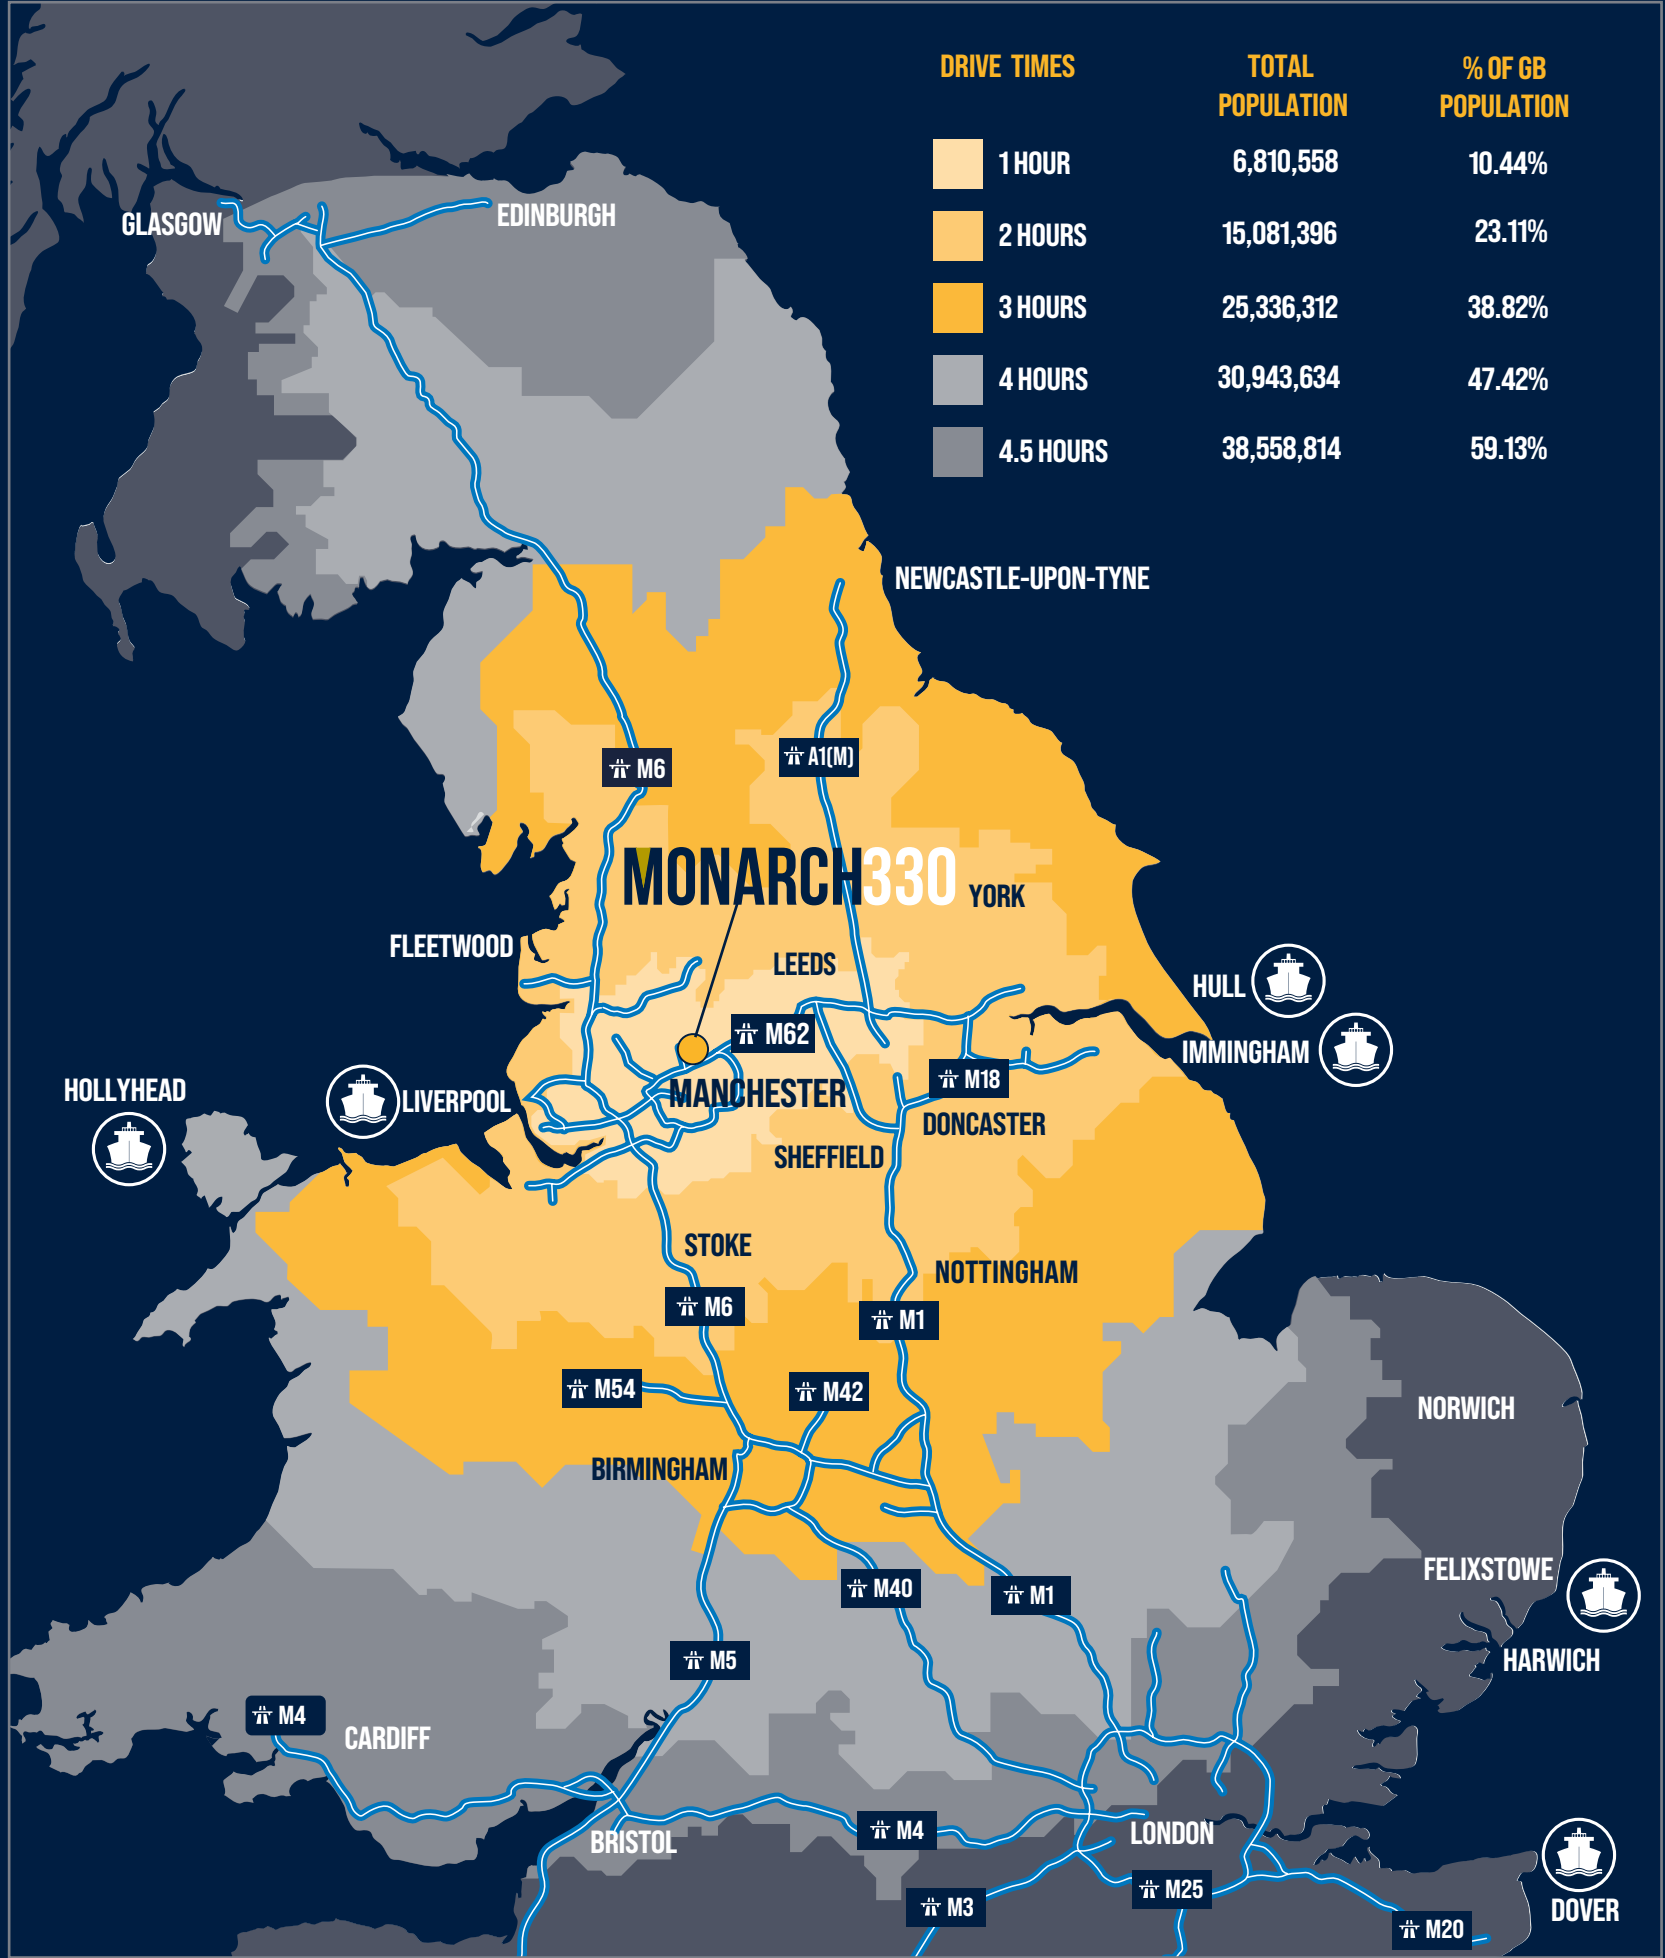 DRIVE TIMES
TOTAL
POPULATION
% OF GB
POPULATION
1 HOUR 6,810,558 10.44%
2 HOURS 15,081,396 23.11%
3 HOURS 25,336,312 38.82%
4 HOURS 30,943,634 47.42%
4.5 HOURS 38,558,814 59.13%
GLASGOW
EDINBURGH
NEWCASTLE-UPON-TYNE
M6
A1(M)
MONARCH330
YORK
FLEETWOOD
LEEDS
HULL
M62
IMMINGHAM
M18
HOLLYHEAD
LIVERPOOL
MANCHESTER
DONCASTER
SHEFFIELD
STOKE
NOTTINGHAM
M6
M1
M54
M42
NORWICH
BIRMINGHAM
FELIXSTOWE
M40
M1
M5
HARWICH
M4
CARDIFF
M4
LONDON
BRISTOL
M25
M3
DOVER
M20